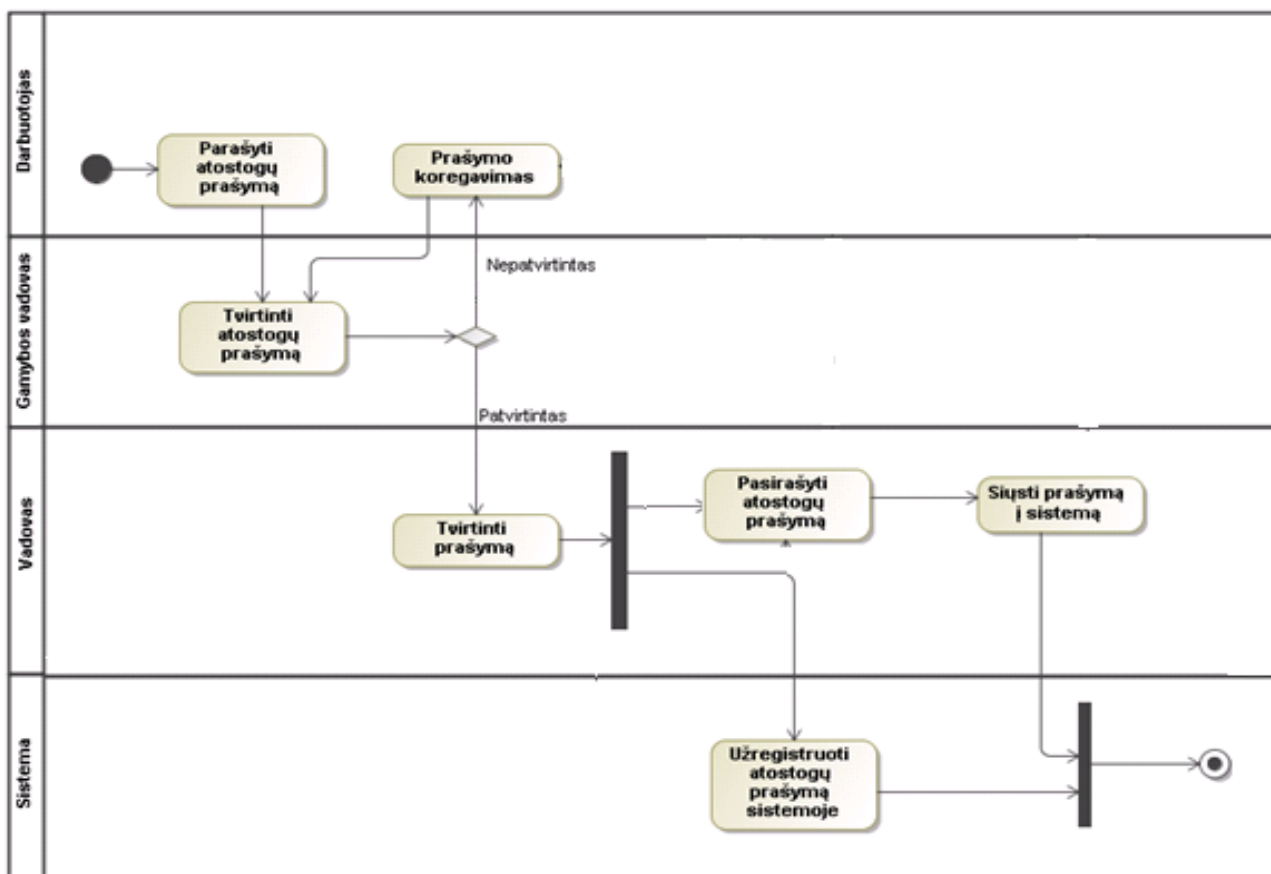 Darbuotojas
Parašyti
atostogų
prašymą
Prašymo
koregavimas
Gamybos vadovas
Nepatvirtintas
Tvirtinti
atostogų
prašymą
Patvirtintas
Vadovas
Tvirtinti
prašymą
Pasirašyti
atostogų
prašymą
Siųsti prašymą
į sistemą
Sistema
Užregistruoti
atostogų
prašymą
sistemoje